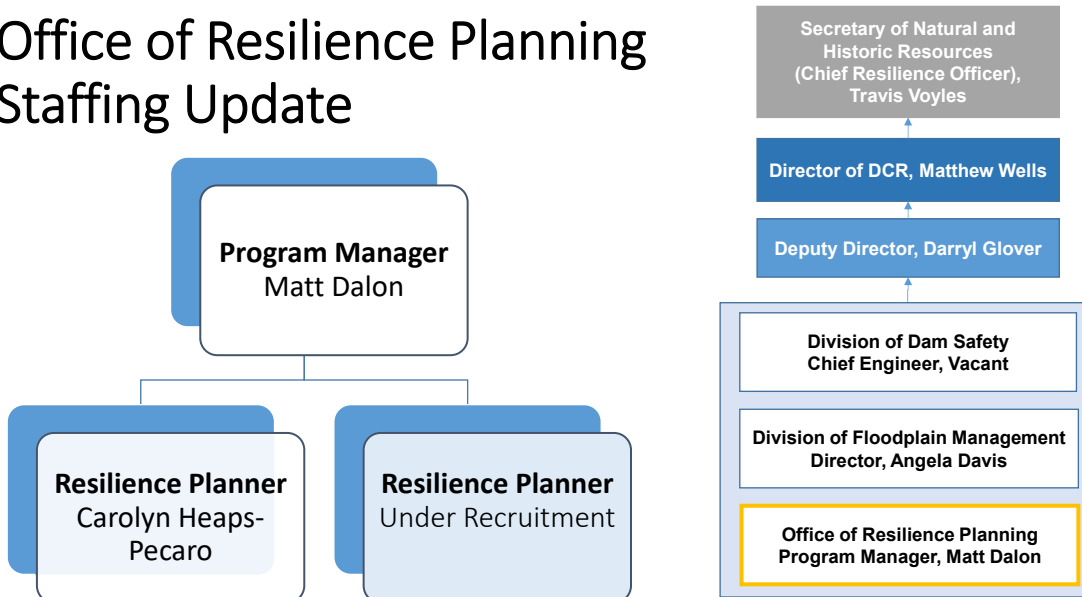 Office of Resilience Planning
Staffing Update
Program Manager
Matt Dalon
Resilience Planner
Carolyn Heaps-
Pecaro
Resilience Planner
Under Recruitment
Secretary of Natural and
Historic Resources
(Chief Resilience Officer),
Travis Voyles
Director of DCR, Matthew Wells
Deputy Director, Darryl Glover
Division of Dam Safety
Chief Engineer, Vacant
Division of Floodplain Management
Director, Angela Davis
Office of Resilience Planning
Program Manager, Matt Dalon